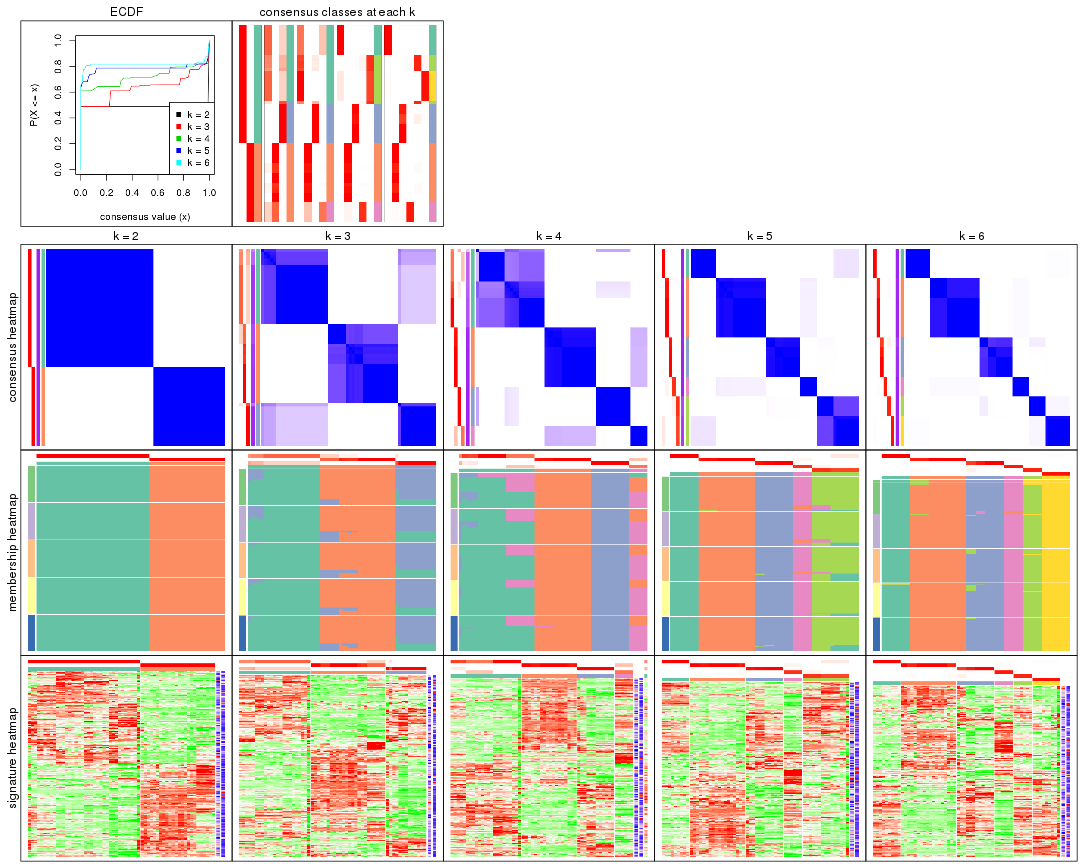 ECDF
consensus classes at each k
P(X <= x)
1.0
0.8
0.6
0.4
0.2
0.0
k = 2
k = 3
k = 4
k = 5
k = 6
0.0 0.2 0.4 0.6 0.8 1.0
consensus value (x)
k = 2
k = 3
k = 4
k = 5
k = 6
consensus heatmap
membership heatmap
signature heatmap